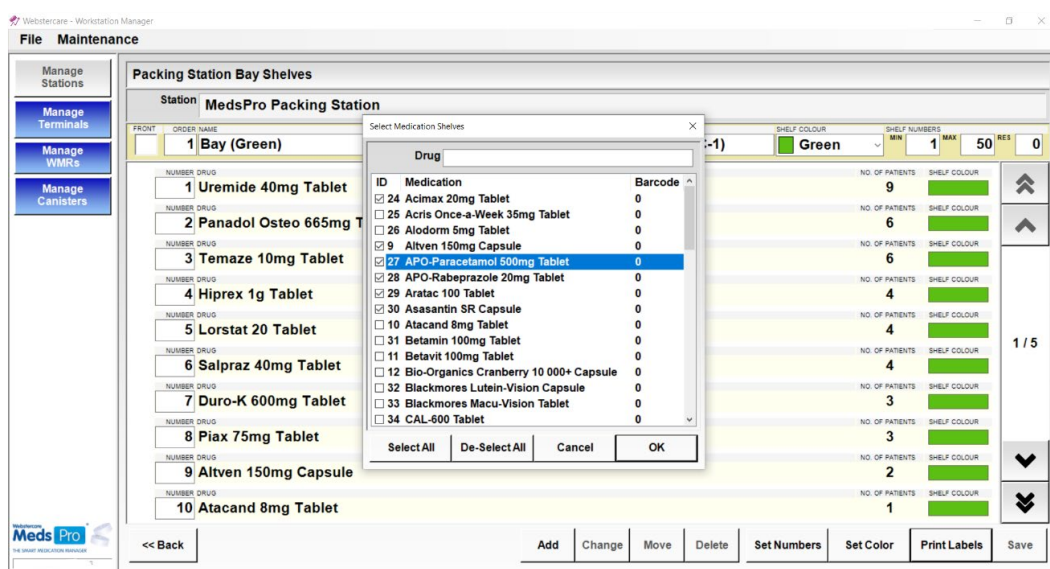 Webstercare - Workstation Manager
File Maintenance
Manage Stations
Manage Terminals
Manage WMRs
Manage Canisters
Packing Station Bay Shelves
Station MedsPro Packing Station
FRONT ORDER NAME SHELF COLOUR SHELF NUMBERS
1 Bay (Green) -1) Green MIN 1 MAX 50 RES 0
NUMBER DRUG NO. OF PATIENTS SHELF COLOUR
1 Uremide 40mg Tablet 9
NUMBER DRUG NO. OF PATIENTS SHELF COLOUR
2 Panadol Osteo 665mg T 6
NUMBER DRUG NO. OF PATIENTS SHELF COLOUR
3 Temaze 10mg Tablet 6
NUMBER DRUG NO. OF PATIENTS SHELF COLOUR
4 Hiprex 1g Tablet 4
NUMBER DRUG NO. OF PATIENTS SHELF COLOUR
5 Lorstat 20 Tablet 4
NUMBER DRUG NO. OF PATIENTS SHELF COLOUR
6 Salpraz 40mg Tablet 4
NUMBER DRUG NO. OF PATIENTS SHELF COLOUR
7 Duro-K 600mg Tablet 3
NUMBER DRUG NO. OF PATIENTS SHELF COLOUR
8 Piax 75mg Tablet 3
NUMBER DRUG NO. OF PATIENTS SHELF COLOUR
9 Altven 150mg Capsule 2
NUMBER DRUG NO. OF PATIENTS SHELF COLOUR
10 Atacand 8mg Tablet 1
1 / 5
Select Medication Shelves
Drug
ID Medication Barcode
24 Acimax 20mg Tablet 0
25 Acris Once-a-Week 35mg Tablet 0
26 Alodorm 5mg Tablet 0
9 Altven 150mg Capsule 0
27 APO-Paracetamol 500mg Tablet 0
28 APO-Rabeprazole 20mg Tablet 0
29 Aratac 100 Tablet 0
30 Asasantin SR Capsule 0
10 Atacand 8mg Tablet 0
31 Betamin 100mg Tablet 0
11 Betavit 100mg Tablet 0
12 Bio-Organics Cranberry 10 000+ Capsule 0
32 Blackmores Lutein-Vision Capsule 0
33 Blackmores Macu-Vision Tablet 0
34 CAL-600 Tablet 0
Select All De-Select All Cancel OK
Webstercare
Meds Pro
THE SMART MEDICATION MANAGER
<< Back Add Change Move Delete Set Numbers Set Color Print Labels Save